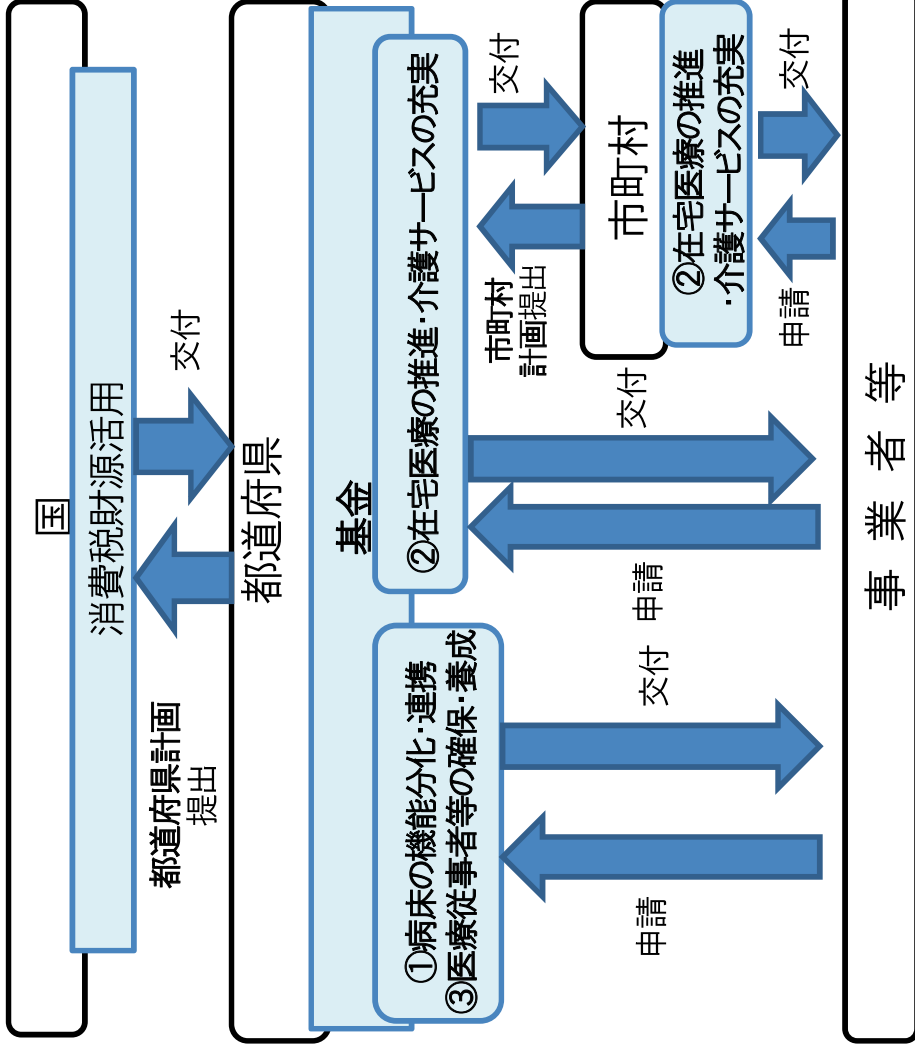 国
消費税財源活用
都道府県計画
提出
交付
都道府県
基金
①病床の機能分化・連携
③医療従事者等の確保・養成
②在宅医療の推進・介護サービスの充実
市町村
計画提出
交付
市町村
②在宅医療の推進
・介護サービスの充実
申請
交付
申請
交付
申請
交付
事業者等